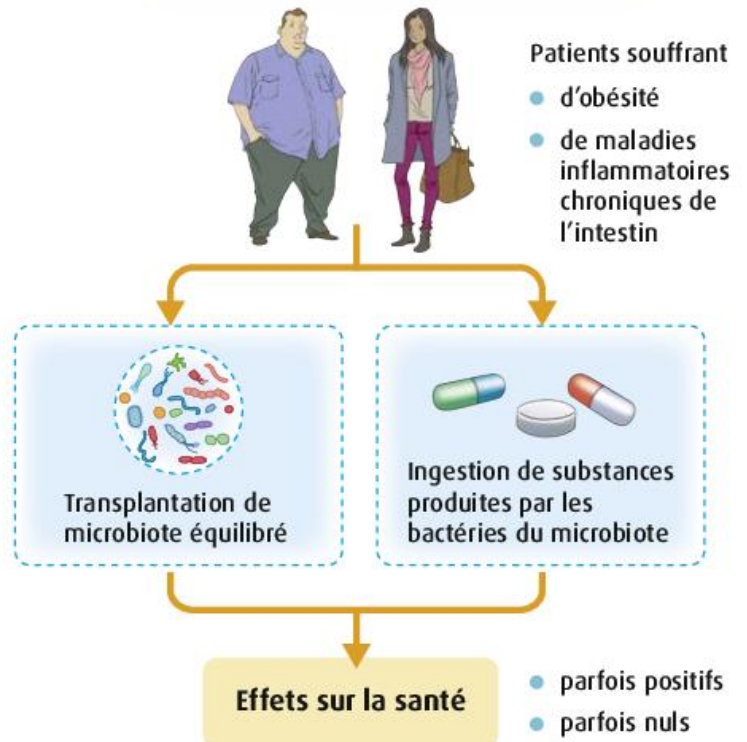 Patients souffrant
d'obésité
de maladies
inflammatoires
chroniques de
l'intestin
Transplantation de
microbiote équilibré
Ingestion de substances
produites par les
bactéries du microbiote
Effets sur la santé
parfois positifs
parfois nuls